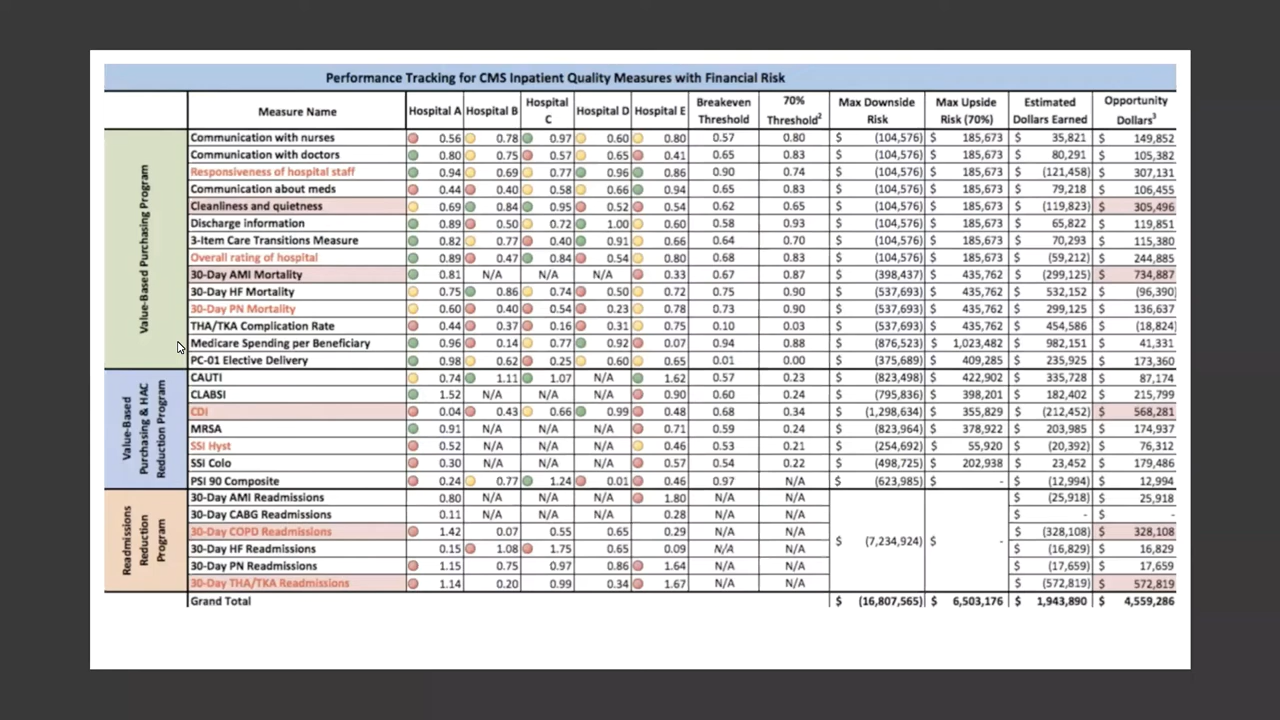 Performance Tracking for CMS Inpatient Quality Measures with Financial Risk
Measure Name Hospital A Hospital B Hospital C Hospital D Hospital E Breakeven Threshold 70% Threshold² Max Downside Risk Max Upside Risk (70%) Estimated Dollars Earned Opportunity Dollars³
Value-Based Purchasing Program
Communication with nurses 0.56 0.78 0.97 0.60 0.80 0.57 0.80 $ (104,576) $ 185,673 $ 35,821 $ 149,852
Communication with doctors 0.80 0.75 0.57 0.65 0.41 0.65 0.83 $ (104,576) $ 185,673 $ 80,291 $ 105,382
Responsiveness of hospital staff 0.94 0.69 0.77 0.96 0.86 0.90 0.74 $ (104,576) $ 185,673 $ (121,458) $ 307,131
Communication about meds 0.44 0.40 0.58 0.66 0.94 0.65 0.83 $ (104,576) $ 185,673 $ 79,218 $ 106,455
Cleanliness and quietness 0.69 0.84 0.95 0.52 0.54 0.62 0.65 $ (104,576) $ 185,673 $ (119,823) $ 305,496
Discharge information 0.89 0.50 0.72 1.00 0.60 0.58 0.93 $ (104,576) $ 185,673 $ 65,822 $ 119,851
3-Item Care Transitions Measure 0.82 0.77 0.40 0.91 0.66 0.64 0.70 $ (104,576) $ 185,673 $ 70,293 $ 115,380
Overall rating of hospital 0.89 0.47 0.84 0.54 0.80 0.68 0.83 $ (104,576) $ 185,673 $ (59,212) $ 244,885
30-Day AMI Mortality 0.81 N/A N/A N/A 0.33 0.67 0.87 $ (398,437) $ 435,762 $ (299,125) $ 734,887
30-Day HF Mortality 0.75 0.86 0.74 0.50 0.72 0.75 0.90 $ (537,693) $ 435,762 $ 532,152 $ (96,390)
30-Day PN Mortality 0.60 0.40 0.54 0.23 0.78 0.73 0.90 $ (537,693) $ 435,762 $ 299,125 $ 136,637
THA/TKA Complication Rate 0.44 0.37 0.16 0.31 0.75 0.10 0.03 $ (537,693) $ 435,762 $ 454,586 $ (18,824)
Medicare Spending per Beneficiary 0.96 0.14 0.77 0.92 0.07 0.94 0.88 $ (876,523) $ 1,023,482 $ 982,151 $ 41,331
PC-01 Elective Delivery 0.98 0.62 0.25 0.60 0.65 0.01 0.00 $ (375,689) $ 409,285 $ 235,925 $ 173,360
Value-Based Purchasing & HAC Reduction Program
CAUTI 0.74 1.11 1.07 N/A 1.62 0.57 0.23 $ (823,498) $ 422,902 $ 335,728 $ 87,174
CLABSI 1.52 N/A N/A N/A 0.90 0.60 0.24 $ (795,836) $ 398,201 $ 182,402 $ 215,799
CDI 0.04 0.43 0.66 0.99 0.48 0.68 0.34 $ (1,298,634) $ 355,829 $ (212,452) $ 568,281
MRSA 0.91 N/A N/A N/A 0.71 0.59 0.24 $ (823,964) $ 378,922 $ 203,985 $ 174,937
SSI Hyst 0.52 N/A N/A N/A 0.46 0.53 0.21 $ (254,692) $ 55,920 $ (20,392) $ 76,312
SSI Colo 0.30 N/A N/A N/A 0.57 0.54 0.22 $ (498,725) $ 202,938 $ 23,452 $ 179,486
PSI 90 Composite 0.24 0.77 1.24 0.01 0.46 0.97 N/A $ (623,985) $ - $ (12,994) $ 12,994
Readmissions Reduction Program
30-Day AMI Readmissions 0.80 N/A N/A N/A 1.80 N/A N/A $ (25,918) $ 25,918
30-Day CABG Readmissions 0.11 N/A N/A N/A 0.28 N/A N/A $ - $ -
30-Day COPD Readmissions 1.42 0.07 0.55 0.65 0.29 N/A N/A $ (328,108) $ 328,108
30-Day HF Readmissions 0.15 1.08 1.75 0.65 0.09 N/A N/A $ (7,234,924) $ - $ (16,829) $ 16,829
30-Day PN Readmissions 1.15 0.75 0.97 0.86 1.64 N/A N/A $ (17,659) $ 17,659
30-Day THA/TKA Readmissions 1.14 0.20 0.99 0.34 1.67 N/A N/A $ (572,819) $ 572,819
Grand Total $ (16,807,565) $ 6,503,176 $ 1,943,890 $ 4,559,286